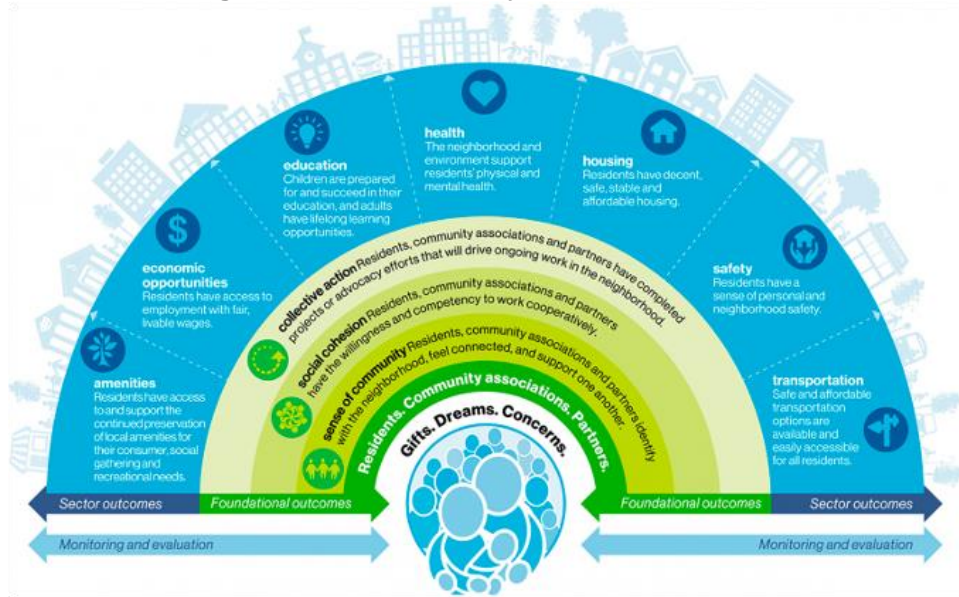 amenities
Residents have access
to and support the
continued preservation
of local amenities for
their consumer, social
gathering and
recreational needs.
economic
opportunities
Residents have access to
employment with fair,
livable wages.
education
Children are prepared
for and succeed in their
education, and adults
have lifelong learning
opportunities.
health
The neighborhood and
environment support
residents' physical and
mental health.
housing
Residents have decent,
safe, stable and
affordable housing.
safety
Residents have a
sense of personal and
neighborhood safety.
transportation
Safe and affordable
transportation
options are
available and
easily accessible
for all residents.
collective action Residents, community associations and partners have completed
projects or advocacy efforts that will drive ongoing work in the neighborhood.
social cohesion Residents, community associations and partners
have the willingness and competency to work cooperatively.
sense of community Residents, community associations and partners identify
with the neighborhood, feel connected, and support one another.
Residents. Community associations. Partners.
Gifts. Dreams. Concerns.
Sector outcomes
Foundational outcomes
Foundational outcomes
Sector outcomes
Monitoring and evaluation
Monitoring and evaluation